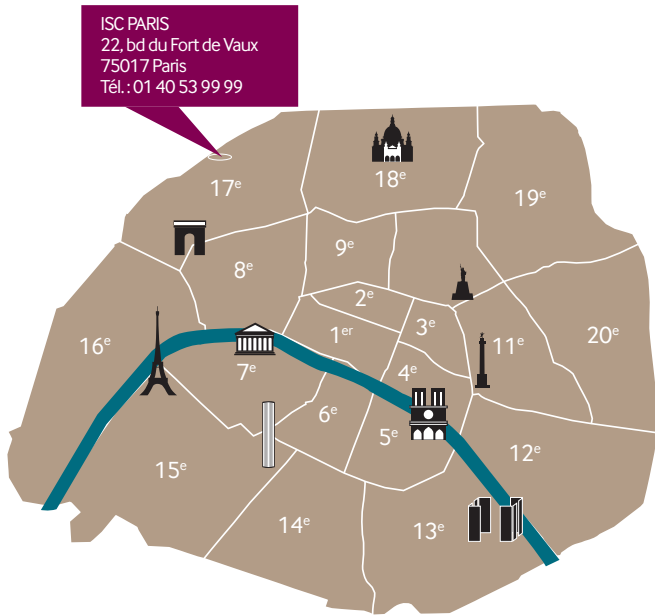 ISC PARIS
22, bd du Fort de Vaux
75017 Paris
Tél. : 01 40 53 99 99
17e
18e
19e
9e
8e
2e
1er
3e
11e
20e
16e
7e
4e
6e
5e
12e
15e
14e
13e